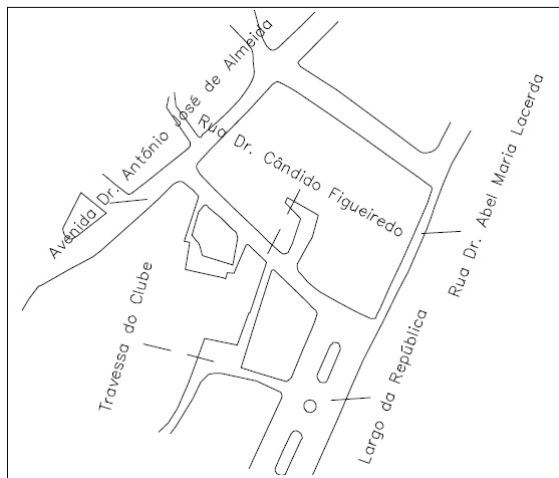 Avenida Dr. António José de Almeida
Rua Dr. Cândido Figueiredo
Rua Dr. Abel Maria Lacerda
Travessa do Clube
Largo da República